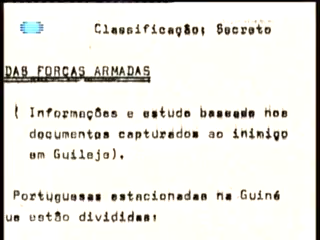 Classificação: Secreto
DAS FORÇAS ARMADAS
( Informações e estudo baseado nos
documentos capturados ao inimigo
em Guileje).
Portuguesas estacionadas na Guiné
ue estão divididas: